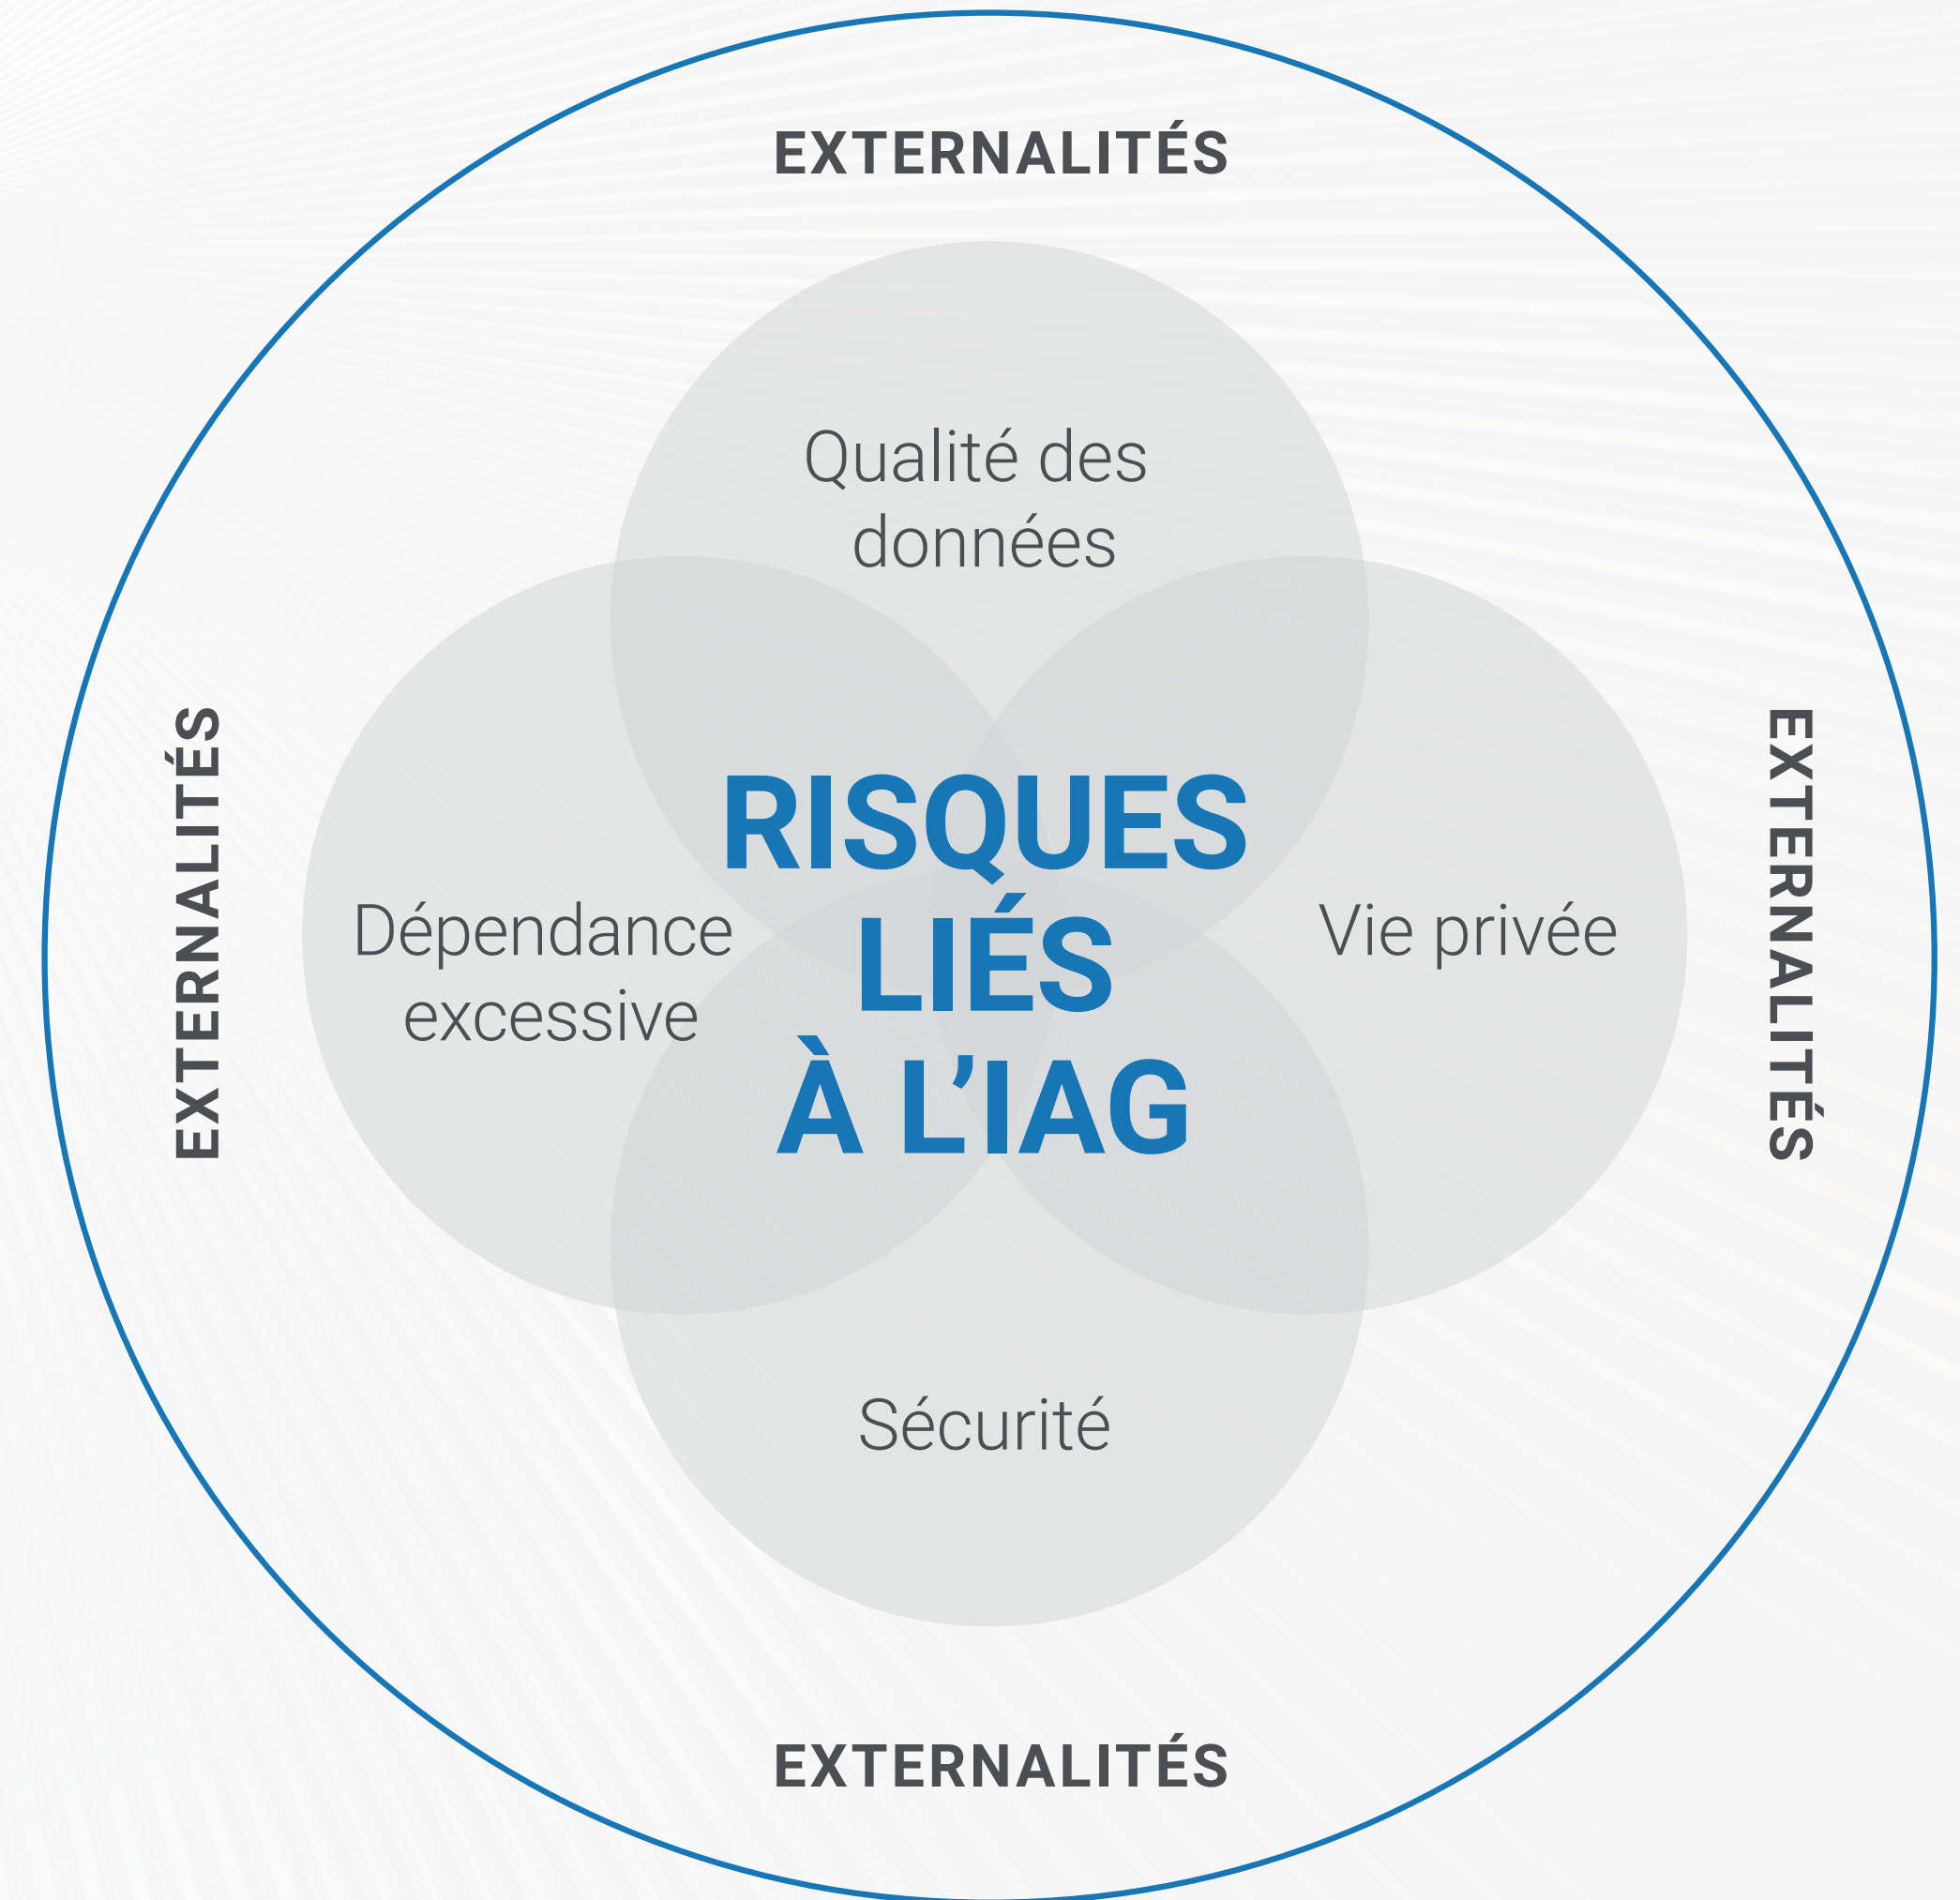 EXTERNALITÉS
Qualité des
données
EXTERNALITÉS
Dépendance
excessive
RISQUES
LIÉS
À L’IAG
Vie privée
EXTERNALITÉS
Sécurité
EXTERNALITÉS